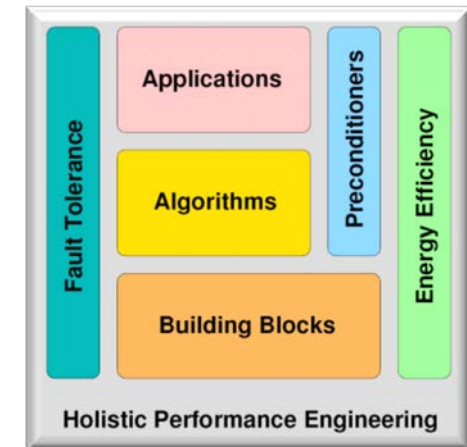 Fault Tolerance
Applications
Algorithms
Building Blocks
Preconditioners
Energy Efficiency
Holistic Performance Engineering